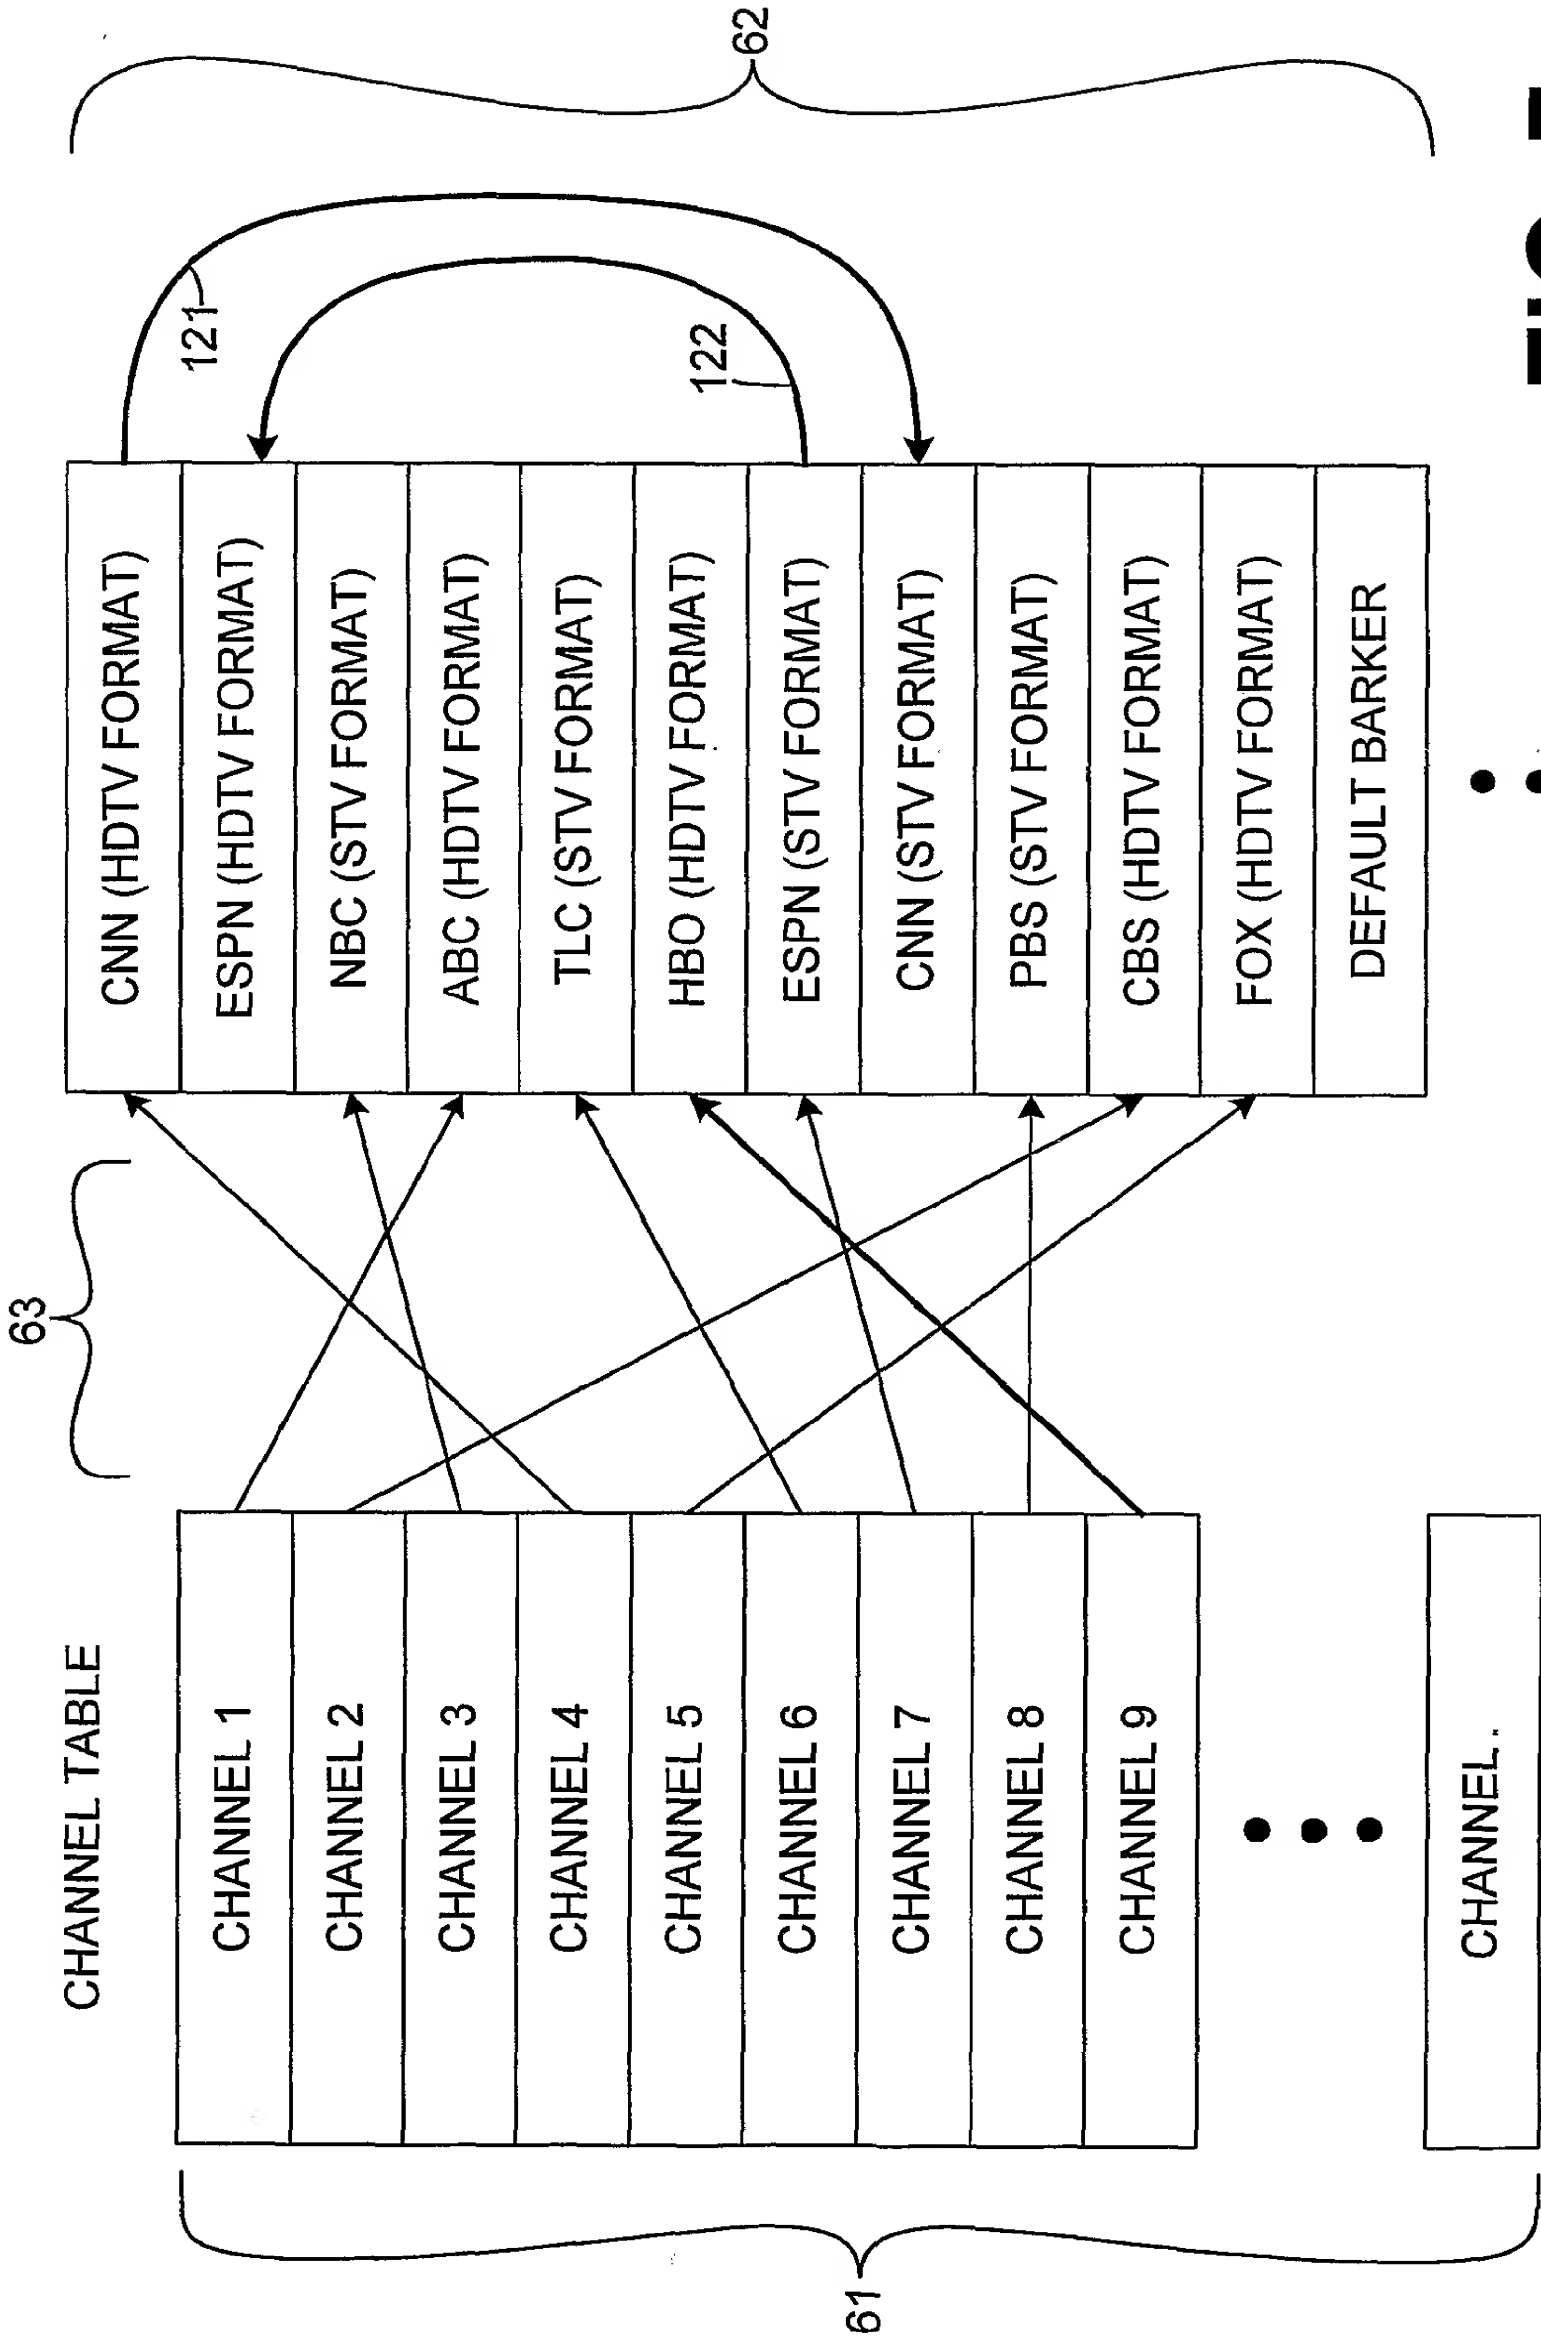 CHANNEL TABLE
63
CHANNEL 1
CHANNEL 2
CHANNEL 3
CHANNEL 4
CHANNEL 5
CHANNEL 6
CHANNEL 7
CHANNEL 8
CHANNEL 9
CHANNEL.
61
CNN (HDTV FORMAT)
ESPN (HDTV FORMAT)
NBC (STV FORMAT)
ABC (HDTV FORMAT)
TLC (STV FORMAT)
HBO (HDTV FORMAT)
ESPN (STV FORMAT)
CNN (STV FORMAT)
PBS (STV FORMAT)
CBS (HDTV FORMAT)
FOX (HDTV FORMAT)
DEFAULT BARKER
121
122
62